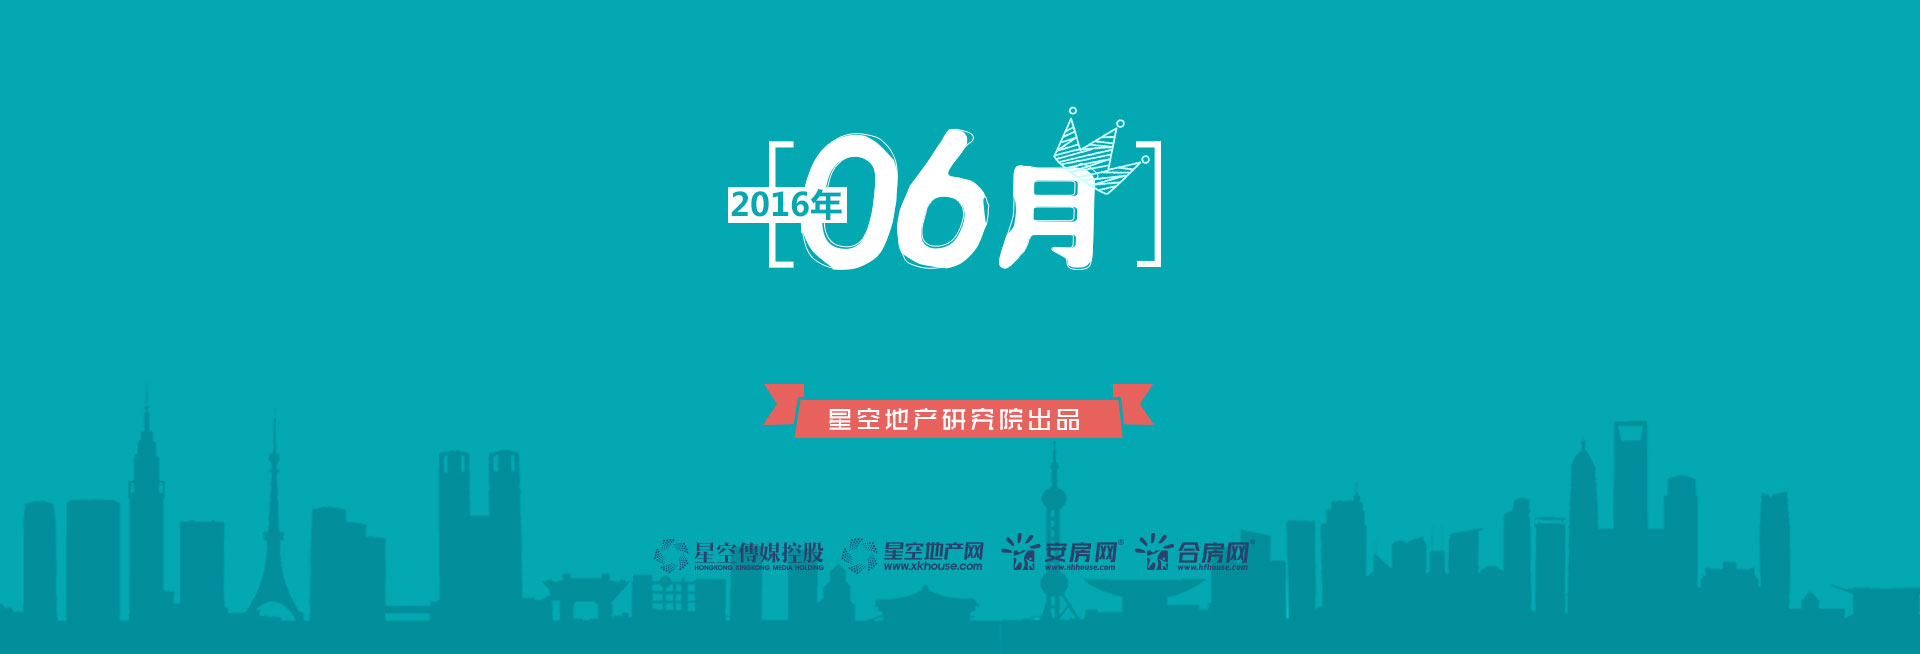 2016年
06月
星空地产研究院出品
星空傳媒控股
HONGKONG XINGKONG MEDIA HOLDING
星空地产网
www.xkhouse.com
安房网®
www.ahhouse.com
合房网®
www.hfhouse.com